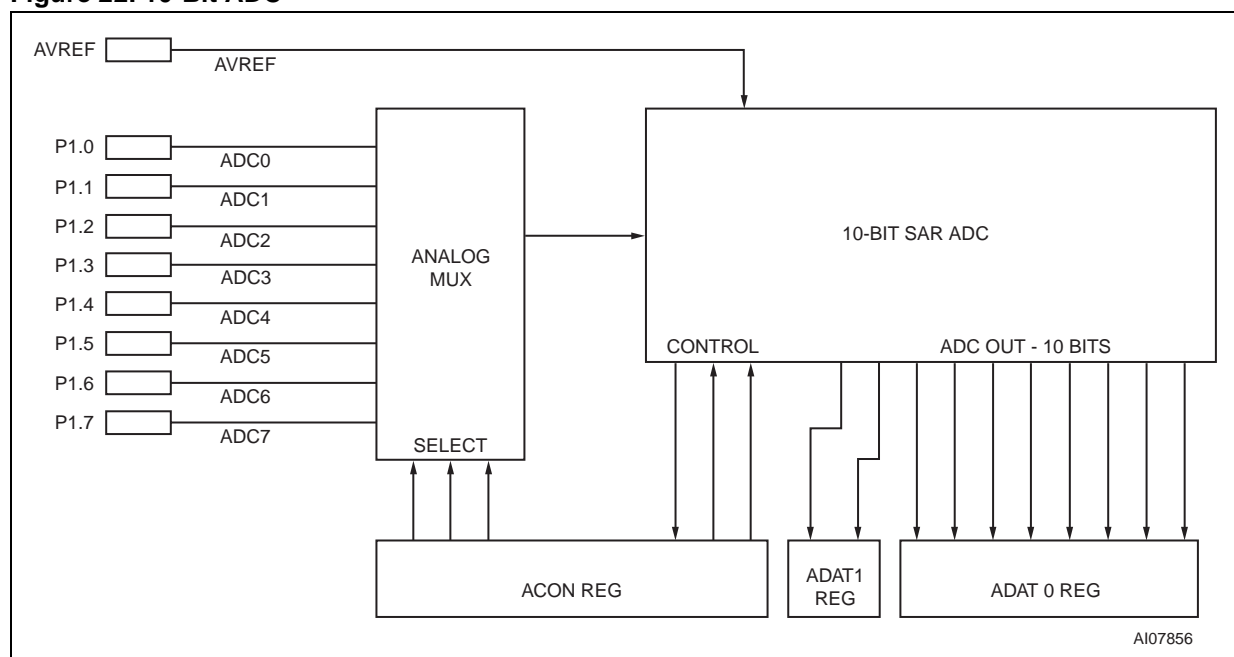 Figure 22. 10-Bit ADC
AVREF
AVREF
P1.0
ADC0
P1.1
ADC1
P1.2
ADC2
P1.3
ADC3
P1.4
ADC4
P1.5
ADC5
P1.6
ADC6
P1.7
ADC7
ANALOG
MUX
SELECT
10-BIT SAR ADC
CONTROL
ADC OUT - 10 BITS
ACON REG
ADAT1
REG
ADAT 0 REG
AI07856